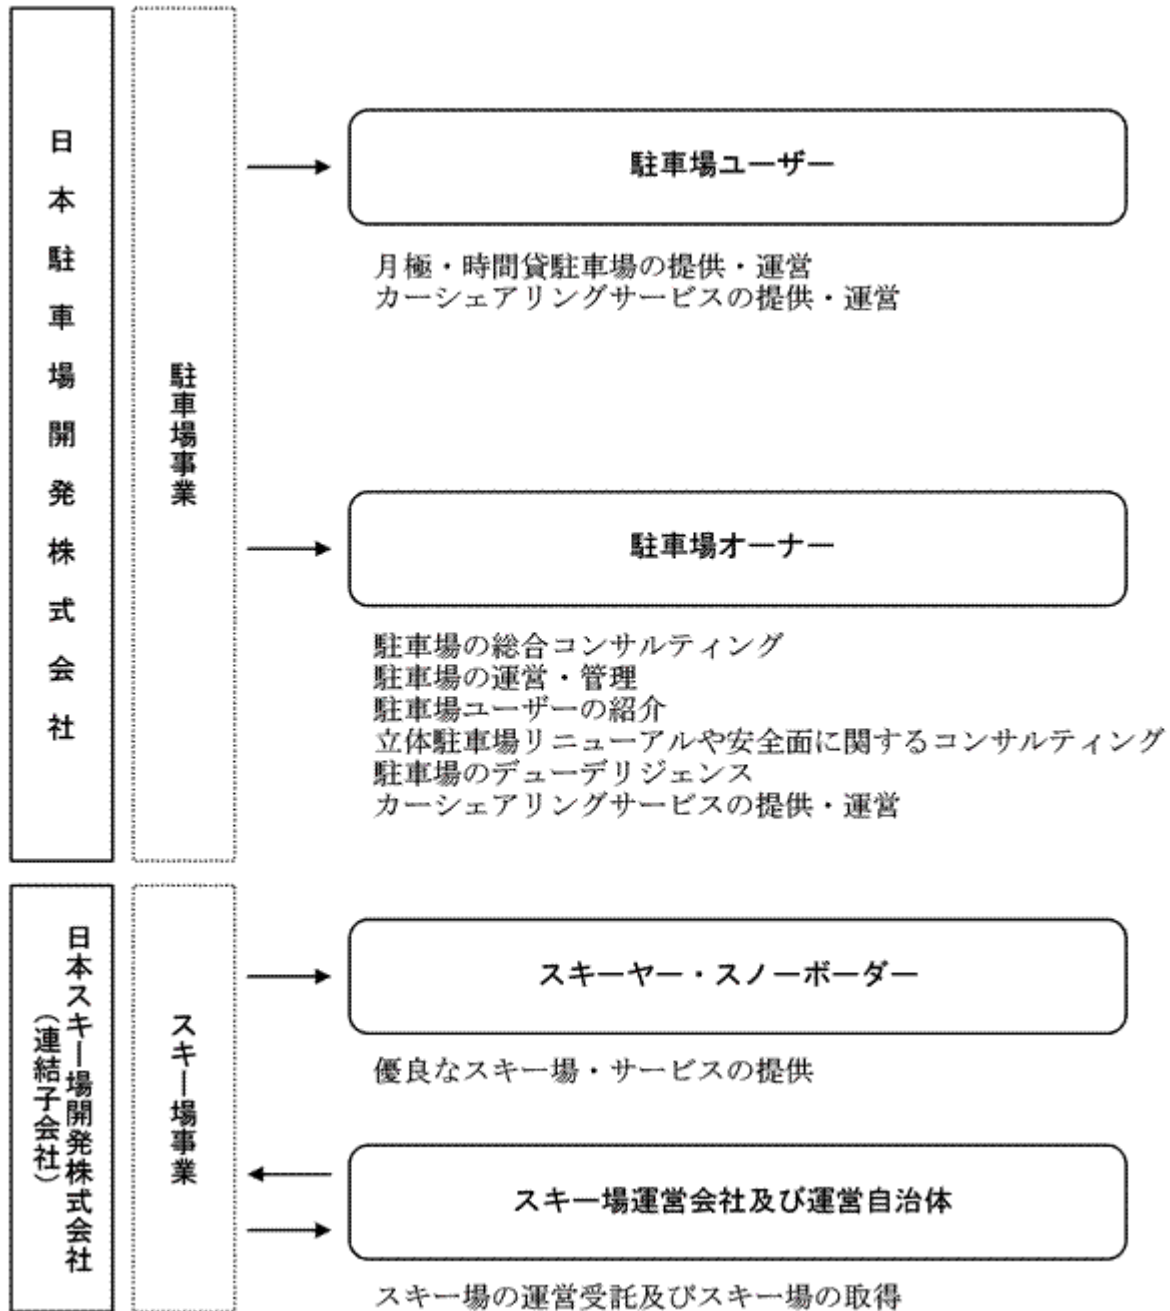 日本駐車場開発株式会社
駐車場事業
駐車場ユーザー
月極・時間貸駐車場の提供・運営
カーシェアリングサービスの提供・運営
駐車場オーナー
駐車場の総合コンサルティング
駐車場の運営・管理
駐車場ユーザーの紹介
立体駐車場リニューアルや安全面に関するコンサルティング
駐車場のデューデリジェンス
カーシェアリングサービスの提供・運営
日本スキー場開発株式会社
（連結子会社）
スキー場事業
スキーヤー・スノーボーダー
優良なスキー場・サービスの提供
スキー場運営会社及び運営自治体
スキー場の運営受託及びスキー場の取得